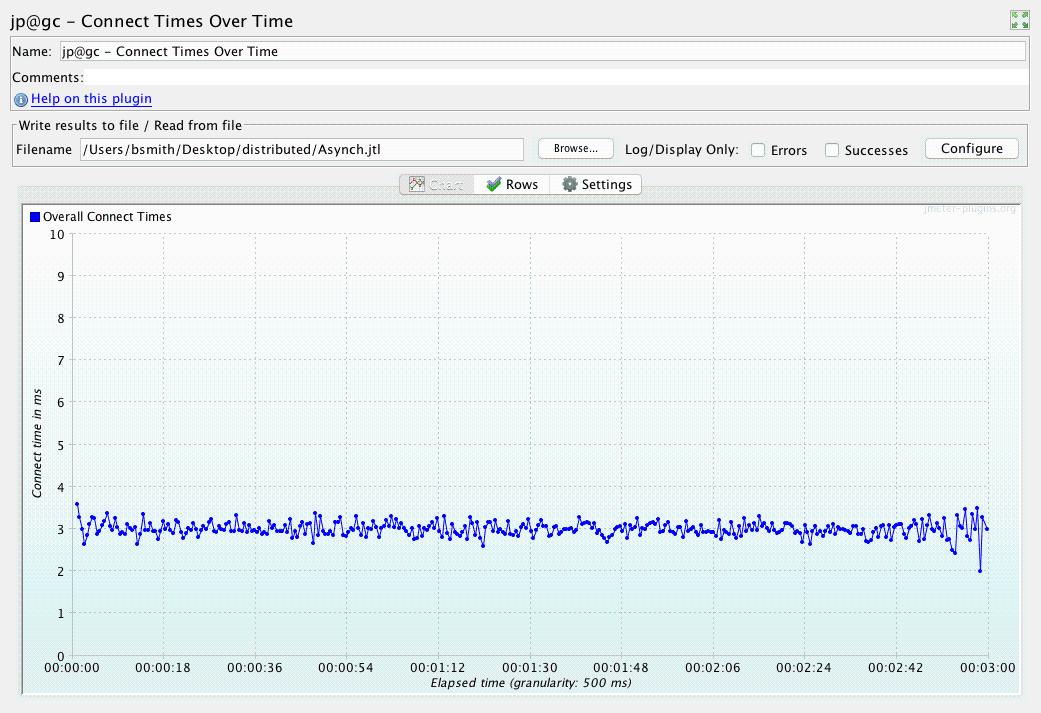 jp@gc - Connect Times Over Time
Name: jp@gc - Connect Times Over Time
Comments:
Help on this plugin
Write results to file / Read from file
Filename /Users/bsmith/Desktop/distributed/Asynch.jtl Browse... Log/Display Only: Errors Successes Configure
Chart Rows Settings
Overall Connect Times jmeter-plugins.org
10
9
8
7
6
5
4
3
2
1
0
Connect time in ms
00:00:00 00:00:18 00:00:36 00:00:54 00:01:12 00:01:30 00:01:48 00:02:06 00:02:24 00:02:42 00:03:00
Elapsed time (granularity: 500 ms)